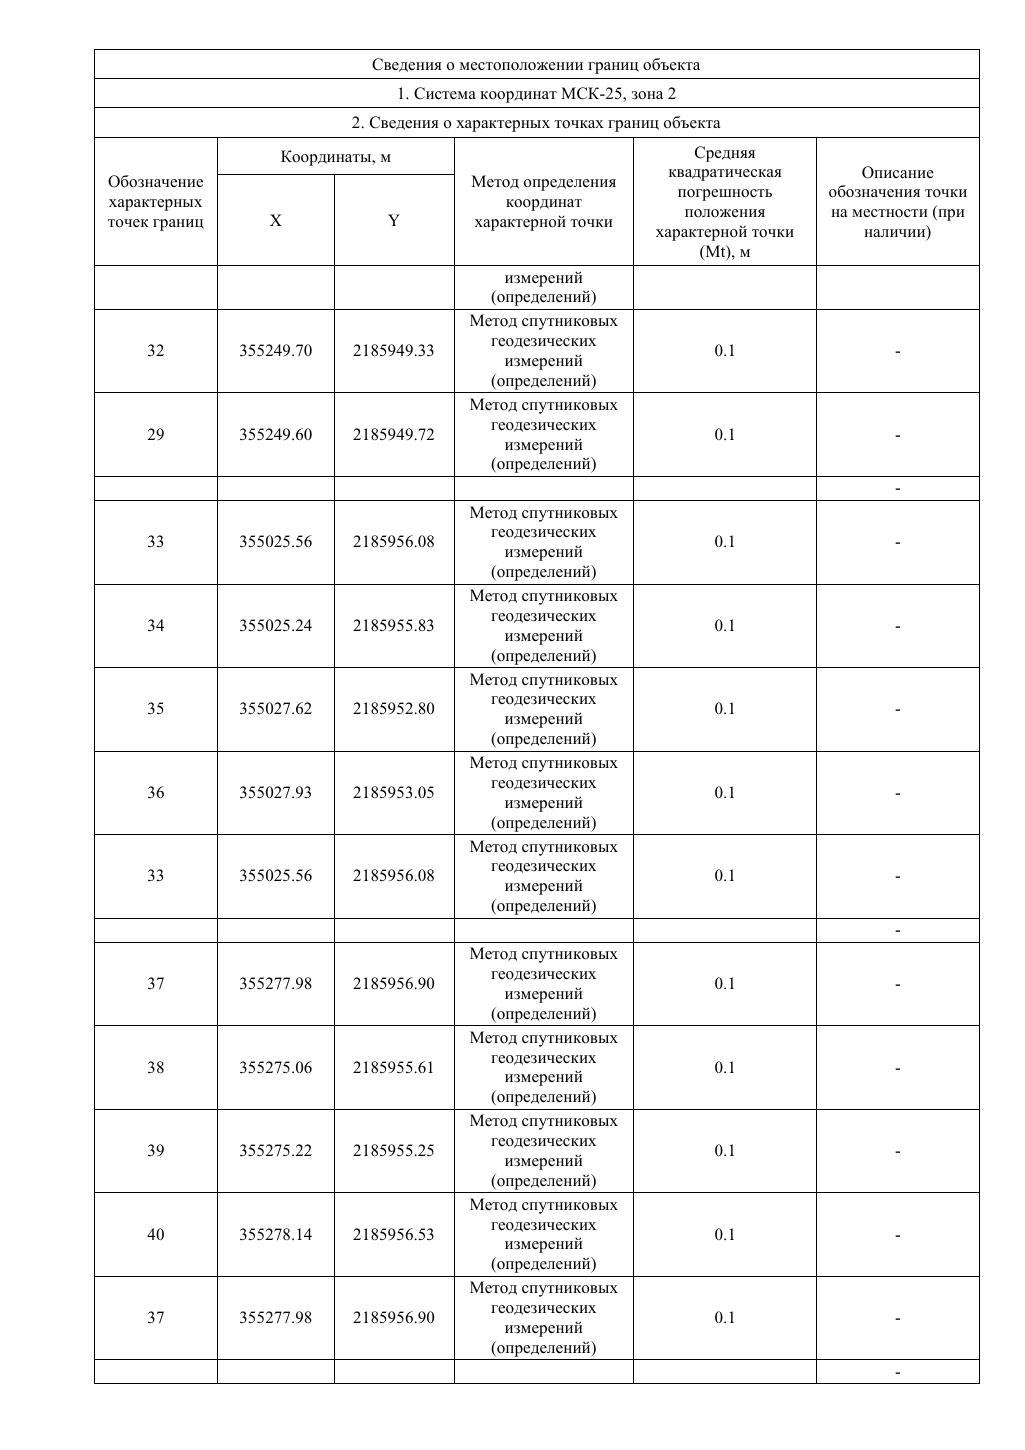 Сведения о местоположении границ объекта
1. Система координат МСК-25, зона 2
2. Сведения о характерных точках границ объекта
Обозначение
характерных
точек границ
Координаты, м
X
Y
Метод определения
координат
характерной точки
Средняя
квадратическая
погрешность
положения
характерной точки
(Mt), м
Описание
обозначения точки
на местности (при
наличии)
измерений
(определений)
32 355249.70 2185949.33 Метод спутниковых
геодезических
измерений
(определений) 0.1 -
29 355249.60 2185949.72 Метод спутниковых
геодезических
измерений
(определений) 0.1 -
-
33 355025.56 2185956.08 Метод спутниковых
геодезических
измерений
(определений) 0.1 -
34 355025.24 2185955.83 Метод спутниковых
геодезических
измерений
(определений) 0.1 -
35 355027.62 2185952.80 Метод спутниковых
геодезических
измерений
(определений) 0.1 -
36 355027.93 2185953.05 Метод спутниковых
геодезических
измерений
(определений) 0.1 -
33 355025.56 2185956.08 Метод спутниковых
геодезических
измерений
(определений) 0.1 -
-
37 355277.98 2185956.90 Метод спутниковых
геодезических
измерений
(определений) 0.1 -
38 355275.06 2185955.61 Метод спутниковых
геодезических
измерений
(определений) 0.1 -
39 355275.22 2185955.25 Метод спутниковых
геодезических
измерений
(определений) 0.1 -
40 355278.14 2185956.53 Метод спутниковых
геодезических
измерений
(определений) 0.1 -
37 355277.98 2185956.90 Метод спутниковых
геодезических
измерений
(определений) 0.1 -
-